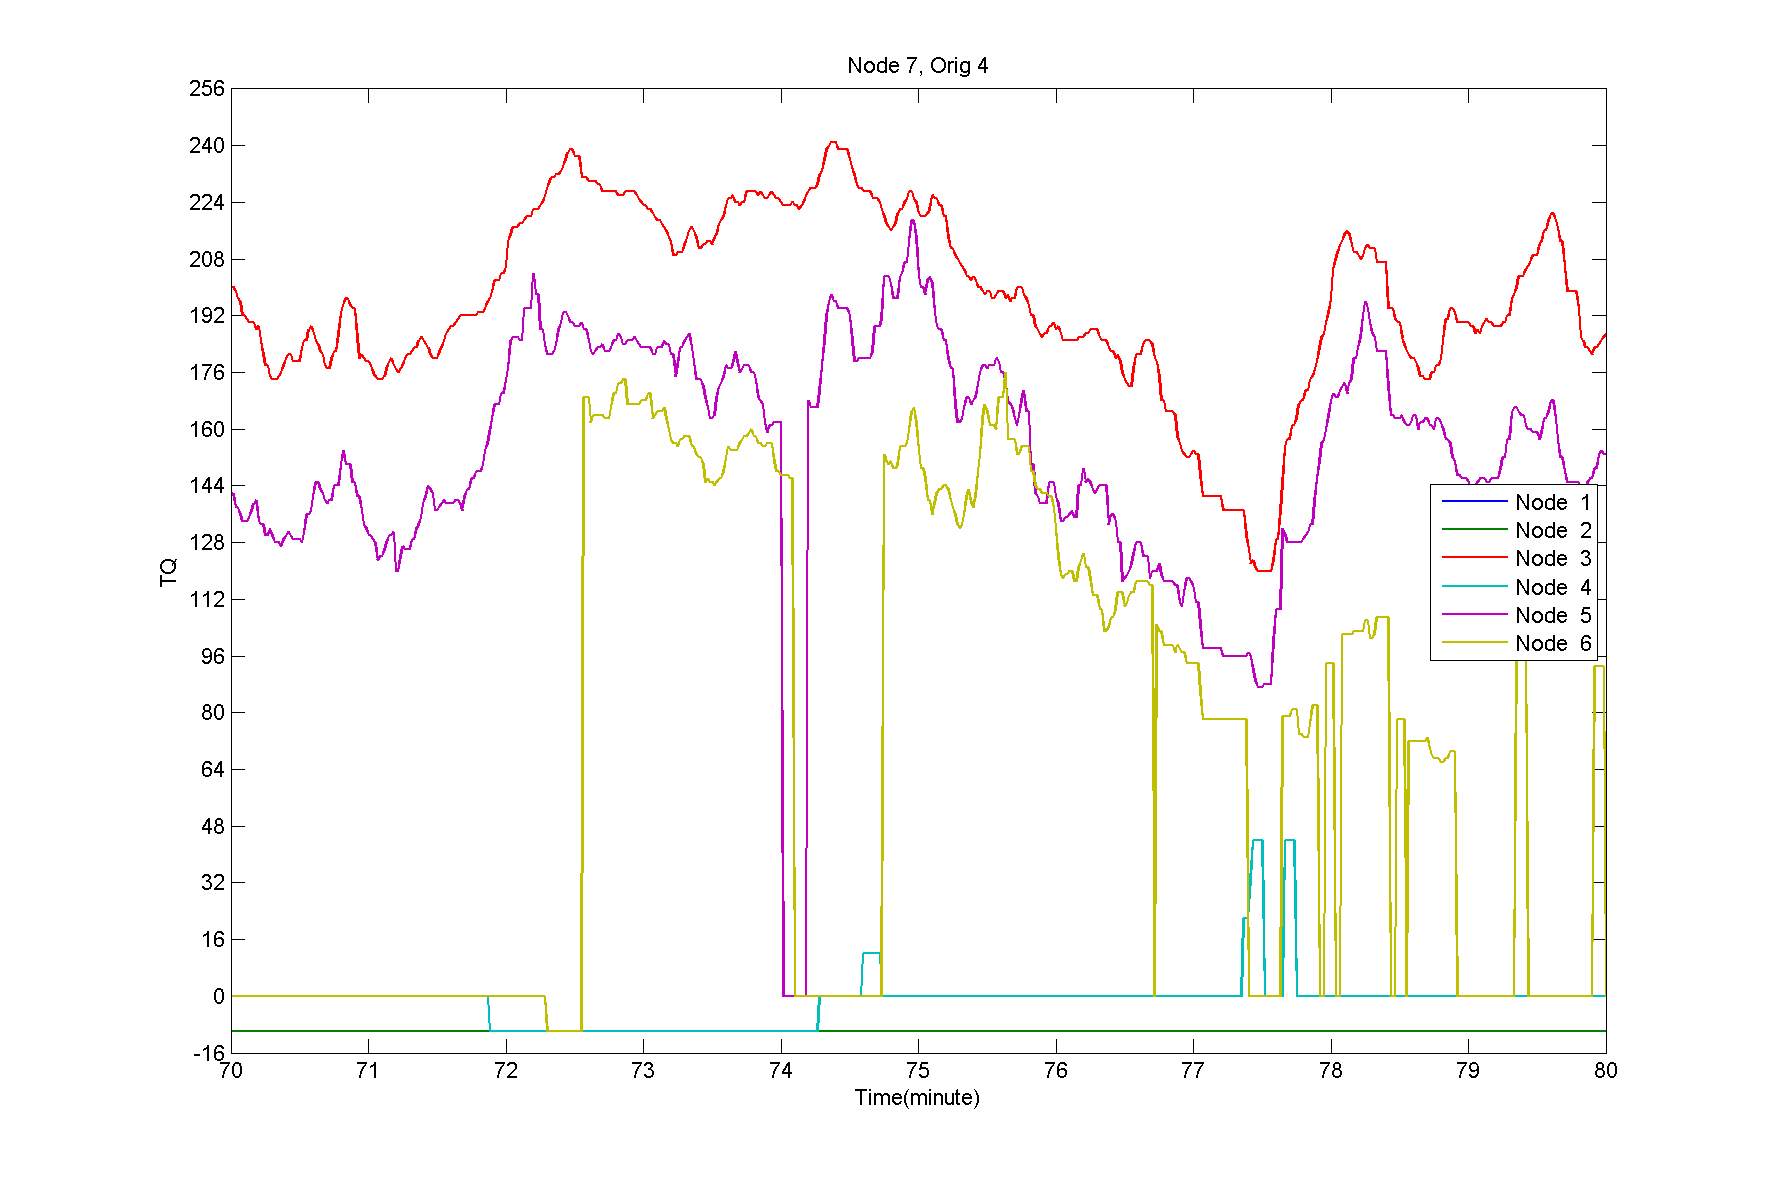 Node 7, Orig 4
256
240
224
208
192
176
160
144
128
112
96
80
64
48
32
16
0
-16
TQ
Node 1
Node 2
Node 3
Node 4
Node 5
Node 6
70 71 72 73 74 75 76 77 78 79 80
Time(minute)